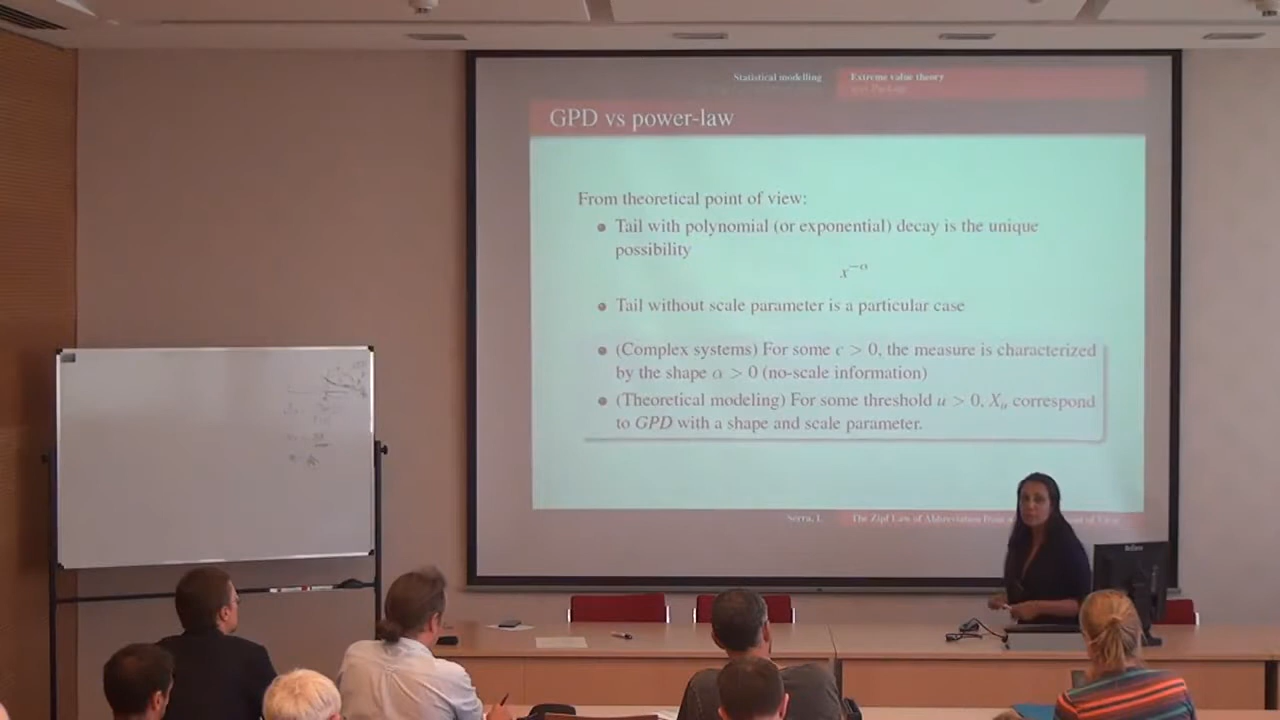 Statistical modelling Extreme value theory
GPD vs power-law
From theoretical point of view:
Tail with polynomial (or exponential) decay is the unique
possibility
x^{-α}
Tail without scale parameter is a particular case
(Complex systems) For some c > 0, the measure is characterized
by the shape α > 0 (no-scale information)
(Theoretical modeling) For some threshold u > 0, X_u correspond
to GPD with a shape and scale parameter.
Serra, I. The Zipf Law of Abbreviation from a of View